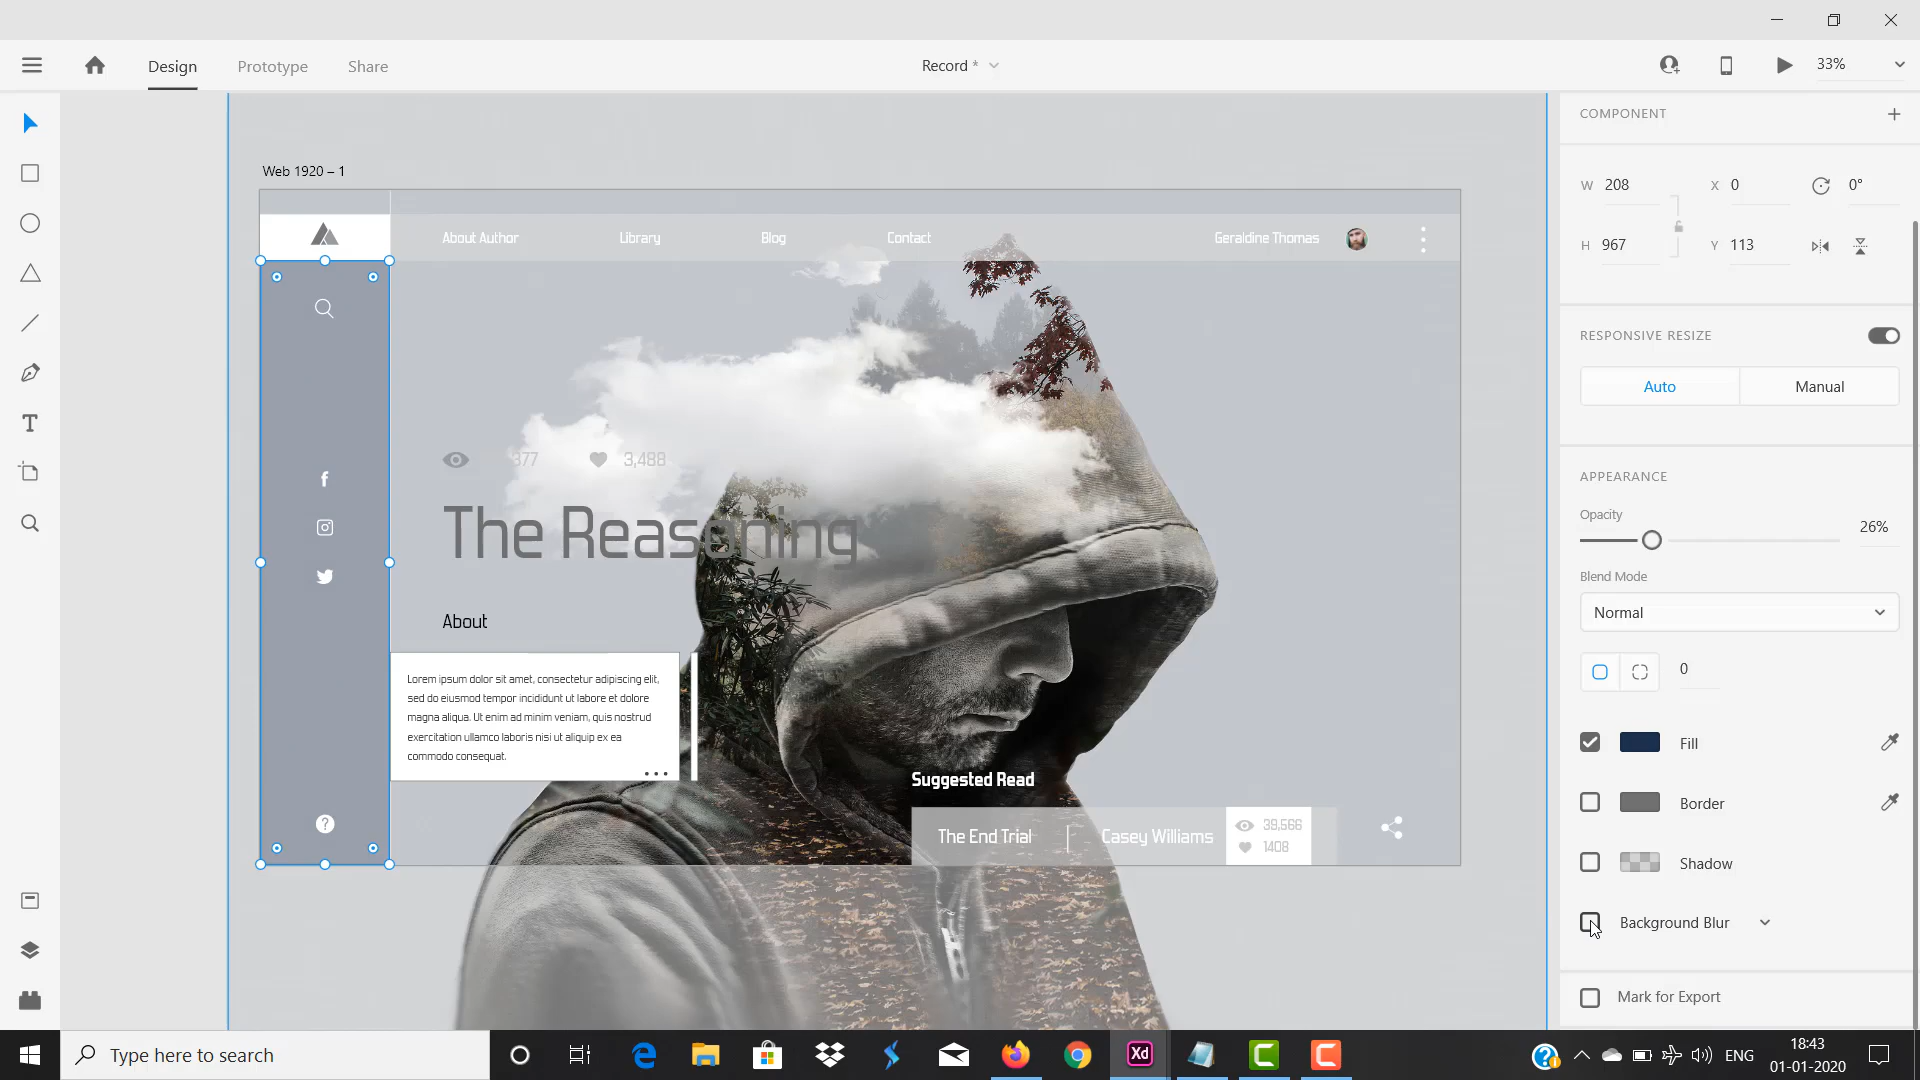 Design
Prototype
Share
Record *
33%
COMPONENT
Web 1920 – 1
W 208
X 0
0°
H 967
Y 113
About Author
Library
Blog
Contact
Geraldine Thomas
RESPONSIVE RESIZE
Auto
Manual
377
3,488
The Reasoning
APPEARANCE
Opacity
26%
Blend Mode
Normal
0
About
Lorem ipsum dolor sit amet, consectetur adipiscing elit,
sed do eiusmod tempor incididunt ut labore et dolore
magna aliqua. Ut enim ad minim veniam, quis nostrud
exercitation ullamco laboris nisi ut aliquip ex ea
commodo consequat.
Fill
Border
Shadow
Background Blur
Mark for Export
Suggested Read
The End Trial
Casey Williams
39,566
1408
Type here to search
Xd
ENG
18:43
01-01-2020